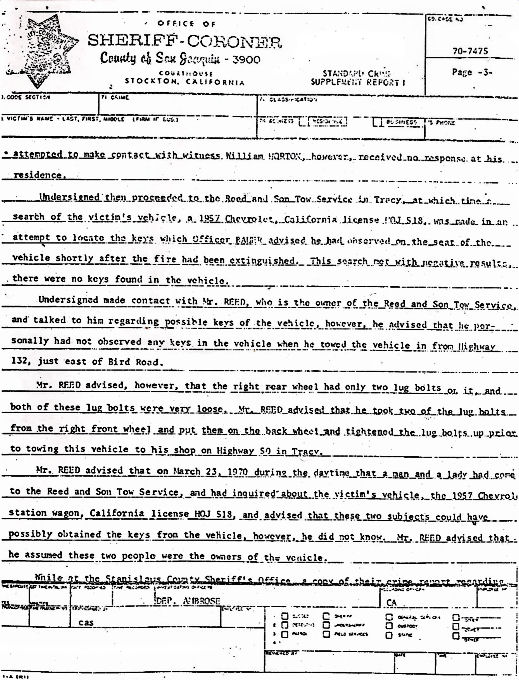 OFFICE OF
SHERIFF-CORONER
County of San Joaquin - 3900
COURTHOUSE
STOCKTON, CALIFORNIA
STANDARD CRIME
SUPPLEMENT REPORT
CASE NO
70-7475
Page -3-
1. CODE SECTION
CRIME
CLASSIFICATION
VICTIM'S NAME - LAST, FIRST, MIDDLE (FIRM IF BUS.)
ADDRESS RESIDENCE BUSINESS PHONE
attempted to make contact with witness William HORTON, however, received no response at his
residence.
Undersigned then proceeded to the Reed and Son Tow Service in Tracy, at which time a
search of the victim's vehicle, a 1957 Chevrolet, California license HOJ 518, was made in an
attempt to locate the keys which Officer advised he had observed on the seat of the
vehicle shortly after the fire had been extinguished. This search met with negative results,
there were no keys found in the vehicle.
Undersigned made contact with Mr. REED, who is the owner of the Reed and Son Tow Service,
and talked to him regarding possible keys of the vehicle, however, he advised that he per-
sonally had not observed any keys in the vehicle when he towed the vehicle in from Highway
132, just east of Bird Road.
Mr. REED advised, however, that the right rear wheel had only two lug bolts on it, and
both of these lug bolts were very loose. Mr. REED advised that he took two of the lug bolts
from the right front wheel and put them on the back wheel and tightened the lug bolts up prior
to towing this vehicle to his shop on Highway 50 in Tracy.
Mr. REED advised that on March 23, 1970 during the daytime that a man and a lady had come
to the Reed and Son Tow Service, and had inquired about the victim's vehicle, the 1957 Chevrol
station wagon, California license HOJ 518, and advised that these two subjects could have
possibly obtained the keys from the vehicle, however, he did not know. Mr. REED advised that
he assumed these two people were the owners of the vehicle.
While at the Stanislaus County Sheriff's Office, a copy of their crime report regarding
DEP. AMBROSE
CA
cas
SHERIFF
DETECTIVE UNDERSHERIFF CUSTODY
PATROL FIELD SERVICES STATE
REVIEWED BY
DATE
TIME